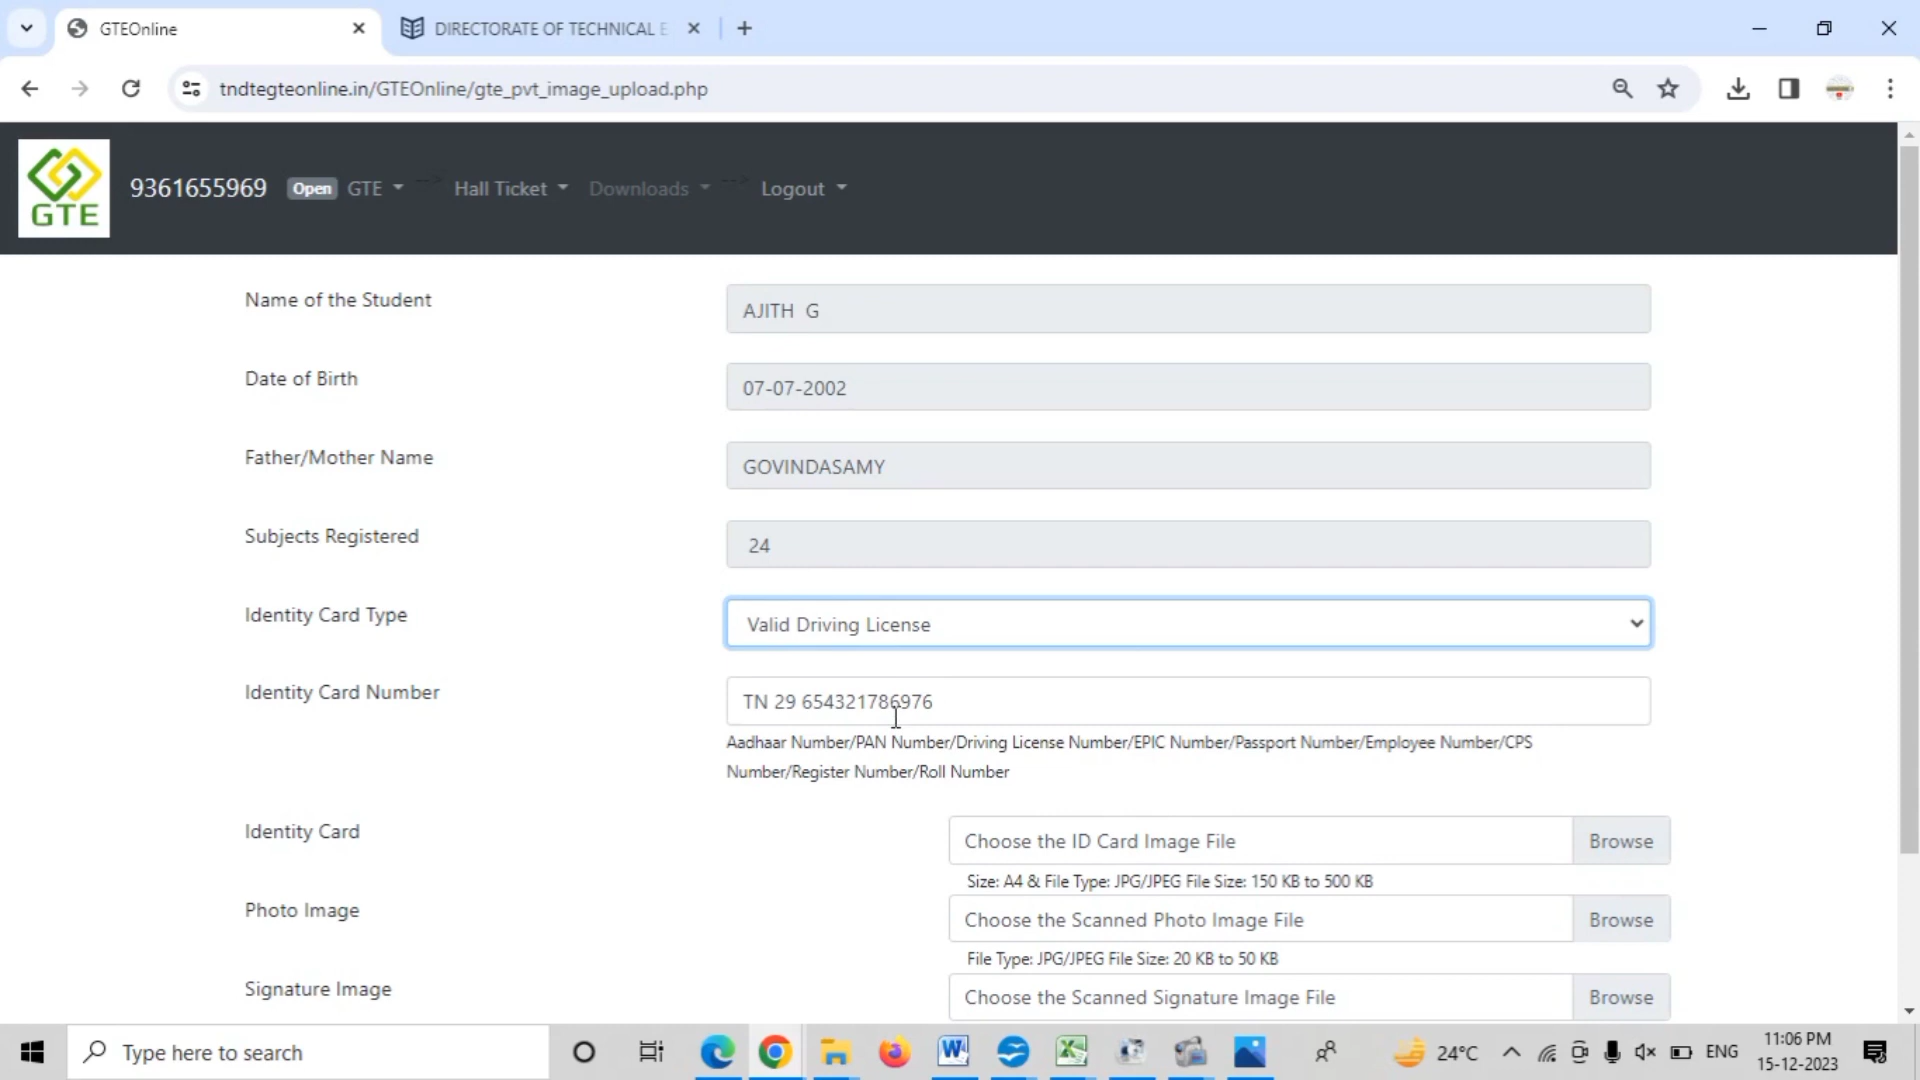 GTEOnline
DIRECTORATE OF TECHNICAL E
tndtegteonline.in/GTEOnline/gte_pvt_image_upload.php
GTE
9361655969 Open GTE Hall Ticket Downloads Logout
Name of the Student
AJITH G
Date of Birth
07-07-2002
Father/Mother Name
GOVINDASAMY
Subjects Registered
24
Identity Card Type
Valid Driving License
Identity Card Number
TN 29 654321786976
Aadhaar Number/PAN Number/Driving License Number/EPIC Number/Passport Number/Employee Number/CPS
Number/Register Number/Roll Number
Identity Card
Choose the ID Card Image File Browse
Size: A4 & File Type: JPG/JPEG File Size: 150 KB to 500 KB
Photo Image
Choose the Scanned Photo Image File Browse
File Type: JPG/JPEG File Size: 20 KB to 50 KB
Signature Image
Choose the Scanned Signature Image File Browse
Type here to search
24°C
ENG
11:06 PM
15-12-2023